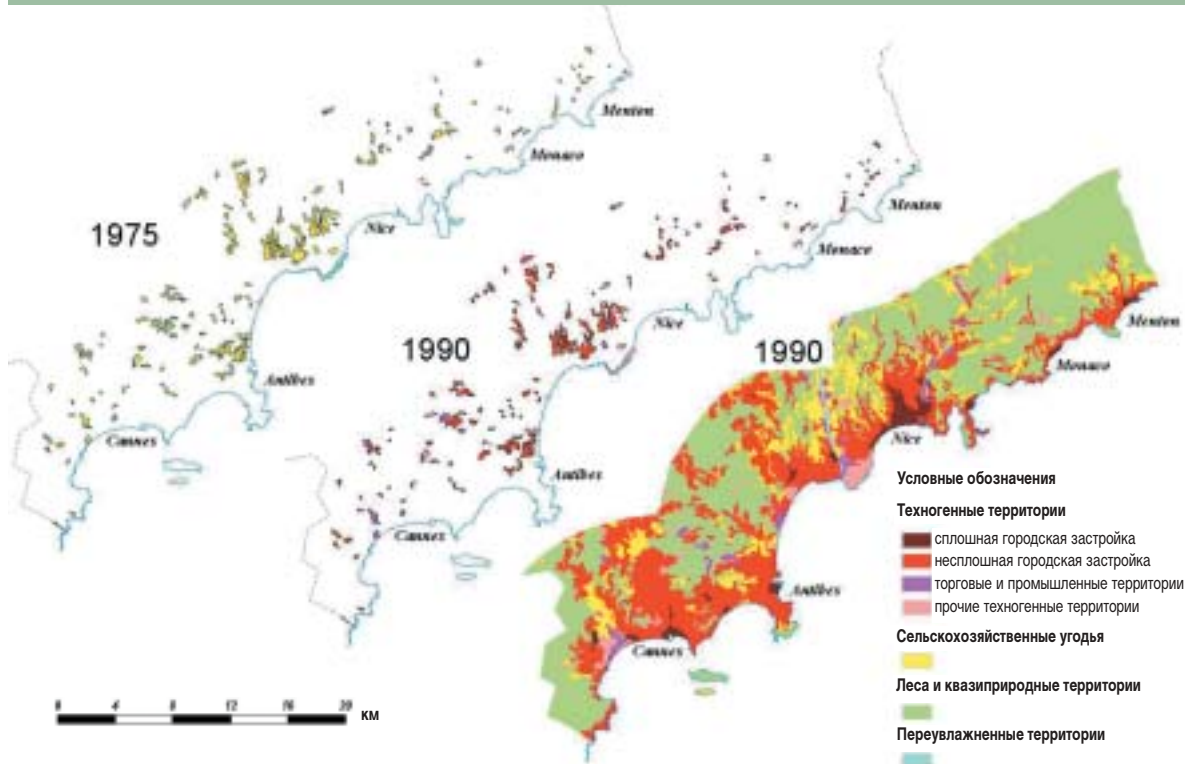 Menton
Monaco
1975
Nice
Antibes
Cannes
Menton
Monaco
1990
Nice
Antibes
Cannes
1990
Menton
Monaco
Nice
Antibes
Cannes
0 4 8 12 16 20 км
Условные обозначения
Техногенные территории
сплошная городская застройка
несплошная городская застройка
торговые и промышленные территории
прочие техногенные территории
Сельскохозяйственные угодья
Леса и квазиприродные территории
Переувлажненные территории